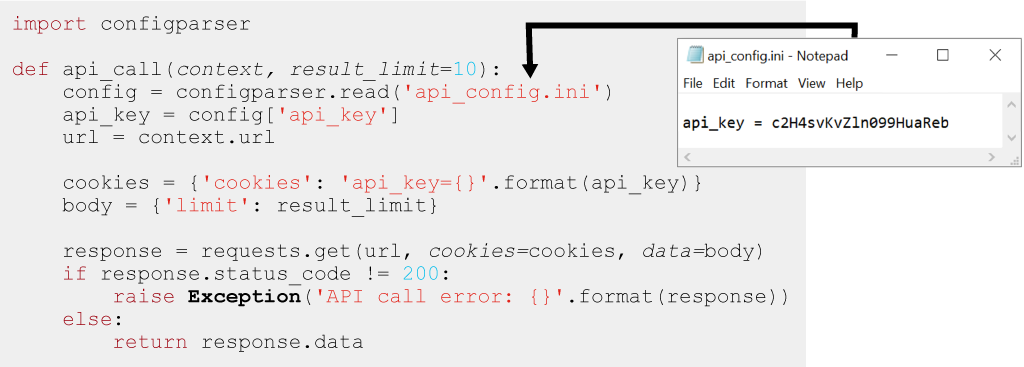 import configparser
def api_call(context, result_limit=10):
config = configparser.read('api_config.ini')
api_key = config['api_key']
url = context.url
cookies = {'cookies': 'api_key={}'.format(api_key)}
body = {'limit': result_limit}
response = requests.get(url, cookies=cookies, data=body)
if response.status_code != 200:
raise Exception('API call error: {}'.format(response))
else:
return response.data
api_config.ini - Notepad
File Edit Format View Help
api_key = c2H4svKvZln099HuaReb